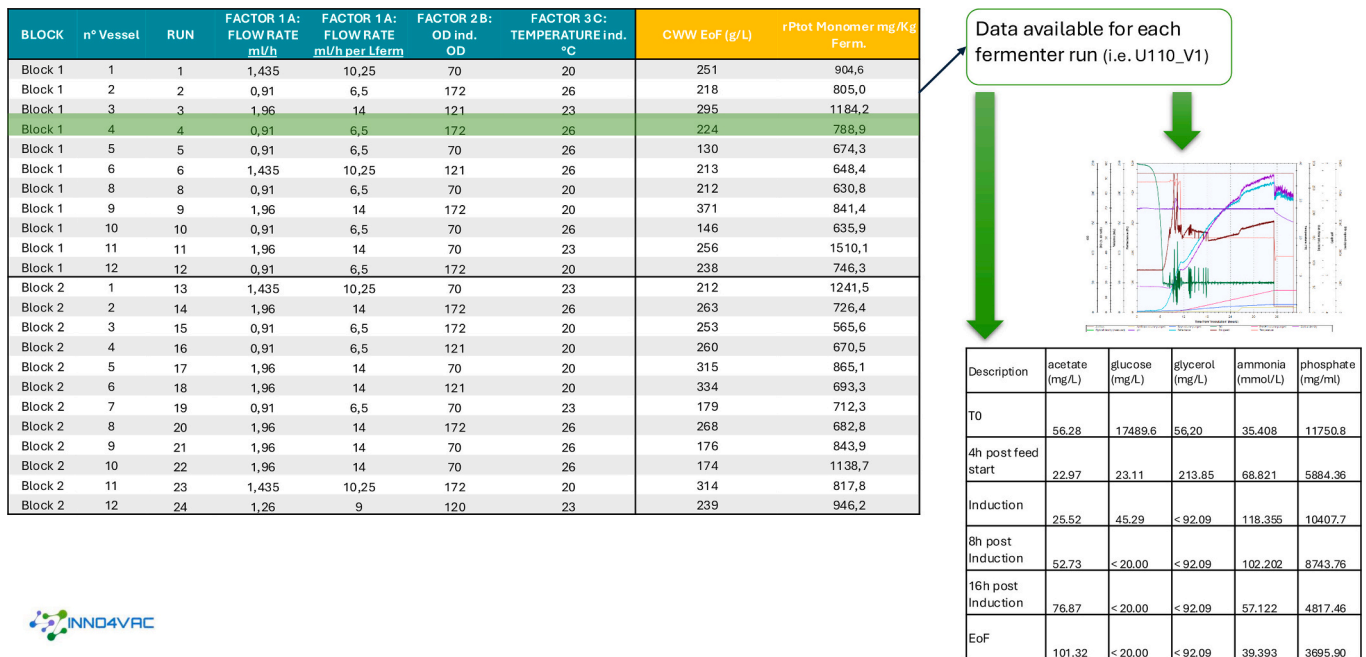 BLOCK nº Vessel RUN FACTOR 1 A: FLOW RATE ml/h FACTOR 1 A: FLOW RATE ml/h per Lferm FACTOR 2 B: OD ind. OD FACTOR 3 C: TEMPERATURE ind. ºC CWW EoF (g/L) rPtot Monomer mg/Kg Ferm.
Block 1 1 1 1,435 10,25 70 20 251 904,6
Block 1 2 2 0,91 6,5 172 26 218 805,0
Block 1 3 3 1,96 14 121 23 295 1184,2
Block 1 4 4 0,91 6,5 172 26 224 788,9
Block 1 5 5 0,91 6,5 70 26 130 674,3
Block 1 6 6 1,435 10,25 121 26 213 648,4
Block 1 8 8 0,91 6,5 70 20 212 630,8
Block 1 9 9 1,96 14 172 20 371 841,4
Block 1 10 10 0,91 6,5 70 26 146 635,9
Block 1 11 11 1,96 14 70 23 256 1510,1
Block 1 12 12 0,91 6,5 172 20 238 746,3
Block 2 1 13 1,435 10,25 70 23 212 1241,5
Block 2 2 14 1,96 14 172 26 263 726,4
Block 2 3 15 0,91 6,5 172 20 253 565,6
Block 2 4 16 0,91 6,5 121 20 260 670,5
Block 2 5 17 1,96 14 70 20 315 865,1
Block 2 6 18 1,96 14 121 20 334 693,3
Block 2 7 19 0,91 6,5 70 23 179 712,3
Block 2 8 20 1,96 14 172 26 268 682,8
Block 2 9 21 1,96 14 70 26 176 843,9
Block 2 10 22 1,96 14 70 26 174 1138,7
Block 2 11 23 1,435 10,25 172 20 314 817,8
Block 2 12 24 1,26 9 120 23 239 946,2
Data available for each
fermenter run (i.e. U110_V1)
Description acetate (mg/L) glucose (mg/L) glycerol (mg/L) ammonia (mmol/L) phosphate (mg/ml)
T0 56.28 17489.6 56,20 35.408 11750.8
4h post feed start 22.97 23.11 213.85 68.821 5884.36
Induction 25.52 45.29 < 92.09 118.355 10407.7
8h post Induction 52.73 < 20.00 < 92.09 102.202 8743.76
16h post Induction 76.87 < 20.00 < 92.09 57.122 4817.46
EoF 101.32 < 20.00 < 92.09 39.393 3695.90
INNO4VAC